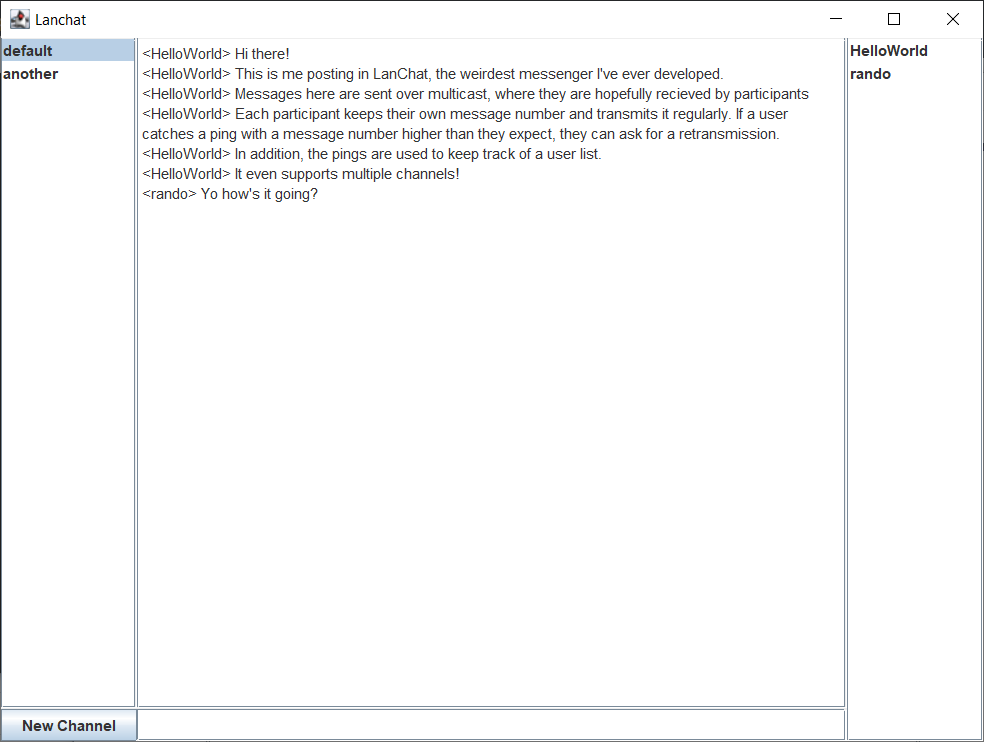 Lanchat
default
another
<HelloWorld> Hi there!
<HelloWorld> This is me posting in LanChat, the weirdest messenger I've ever developed.
<HelloWorld> Messages here are sent over multicast, where they are hopefully recieved by participants
<HelloWorld> Each participant keeps their own message number and transmits it regularly. If a user
catches a ping with a message number higher than they expect, they can ask for a retransmission.
<HelloWorld> In addition, the pings are used to keep track of a user list.
<HelloWorld> It even supports multiple channels!
<rando> Yo how's it going?
HelloWorld
rando
New Channel